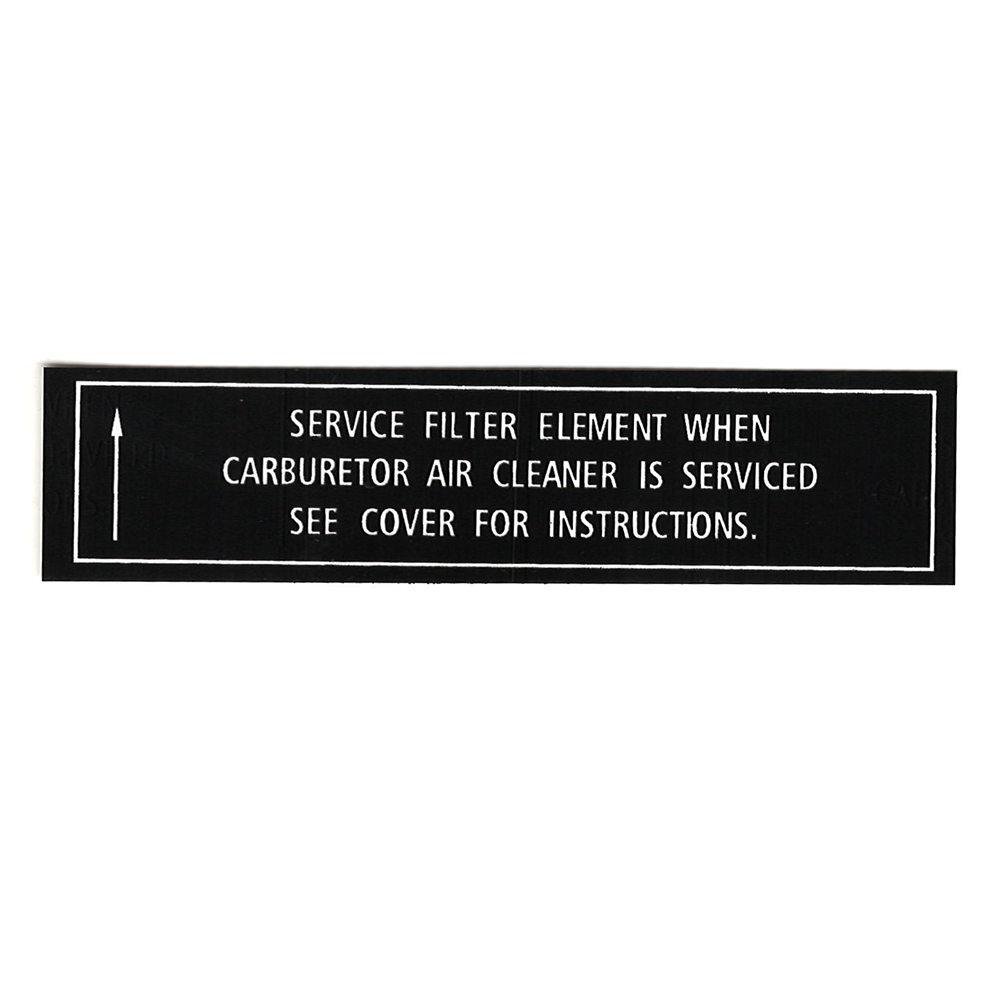 SERVICE FILTER ELEMENT WHEN
CARBURETOR AIR CLEANER IS SERVICED
SEE COVER FOR INSTRUCTIONS.